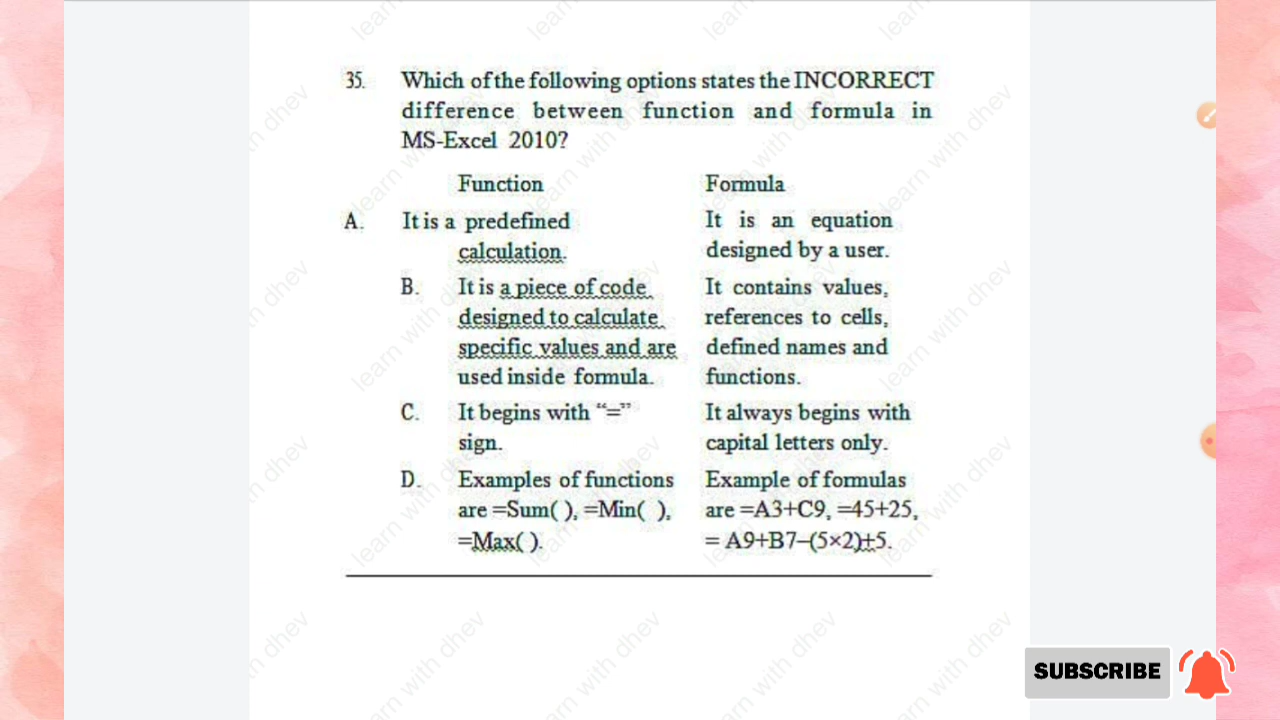 35. Which of the following options states the INCORRECT
difference between function and formula in
MS-Excel 2010?
Function Formula
A. It is a predefined It is an equation
calculation. designed by a user.
B. It is a piece of code It contains values,
designed to calculate references to cells,
specific values and are defined names and
used inside formula. functions.
C. It begins with “=” It always begins with
sign. capital letters only.
D. Examples of functions Example of formulas
are =Sum( ), =Min( ), are =A3+C9, =45+25,
=Max( ). = A9+B7–(5×2)+5.
SUBSCRIBE
learn with dhev